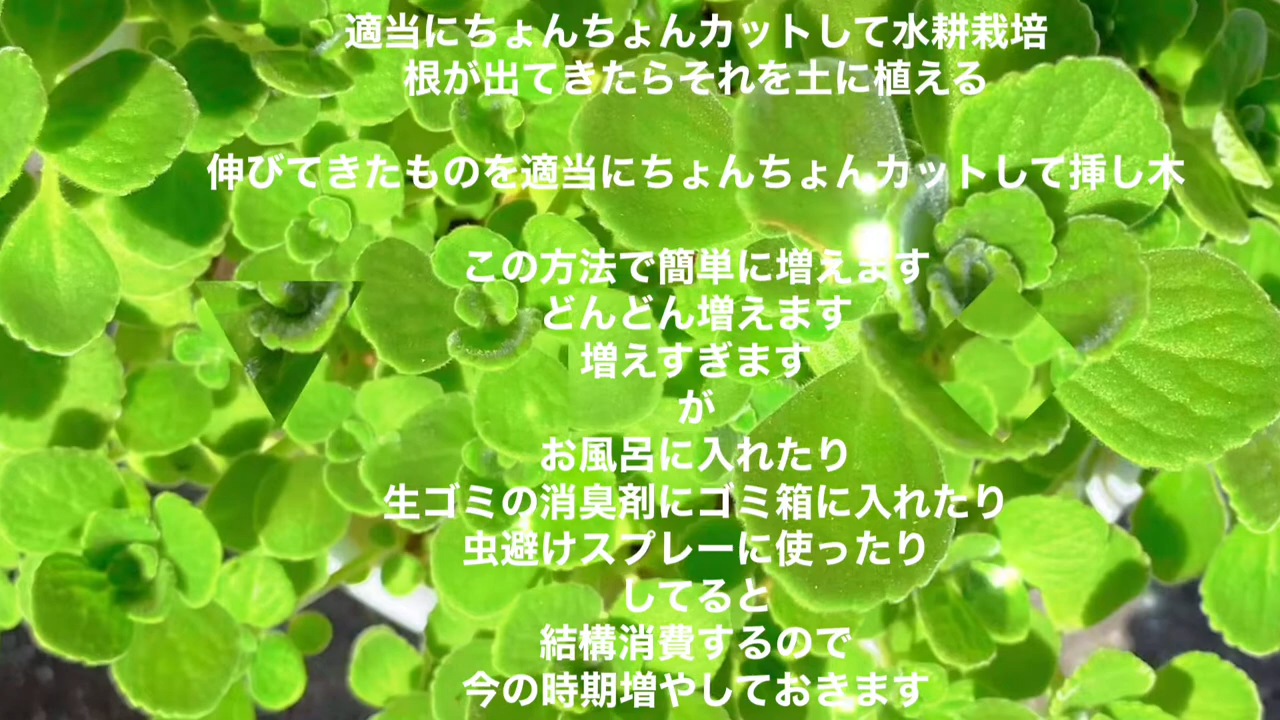 適当にちょんちょんカットして水耕栽培
根が出てきたらそれを土に植える
伸びてきたものを適当にちょんちょんカットして挿し木
この方法で簡単に増えます
どんどん増えます
増えすぎます
が
お風呂に入れたり
生ゴミの消臭剤にゴミ箱に入れたり
虫避けスプレーに使ったり
してると
結構消費するので
今の時期増やしておきます